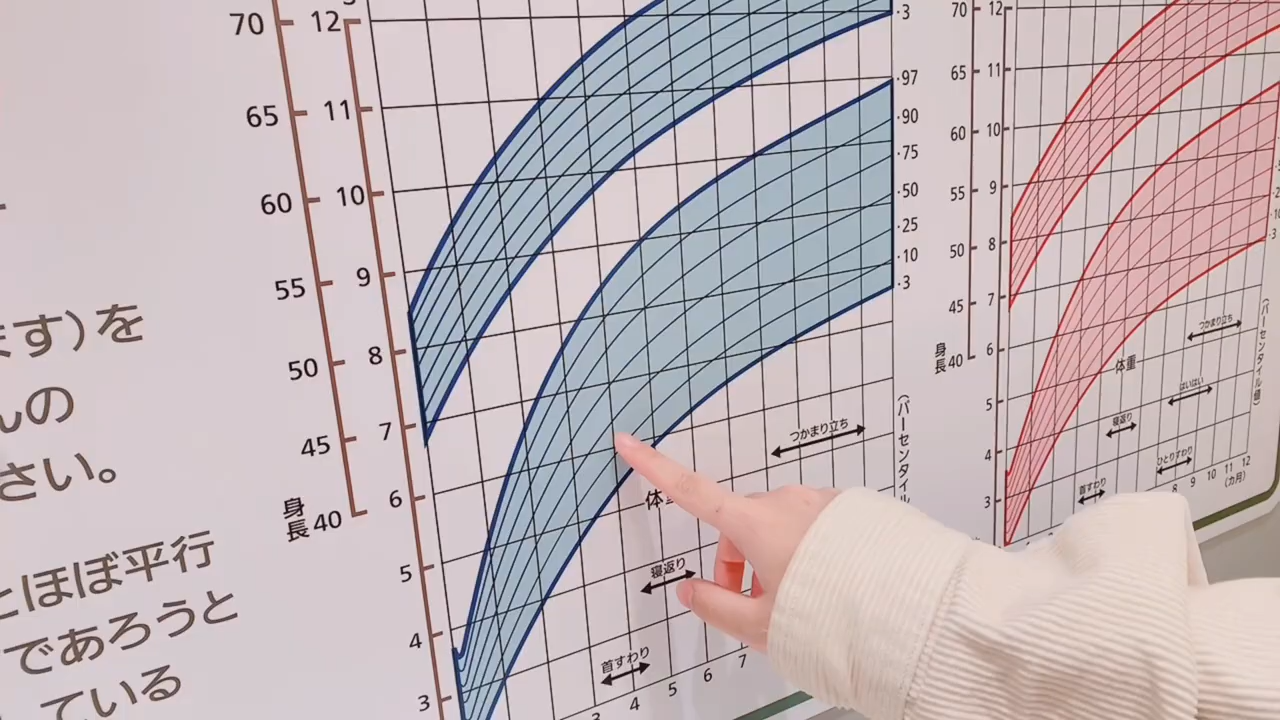 ます)を
んの
さい。
とほぼ平行
であろうと
している
70
65
60
55
50
45
40
身長
12
11
10
9
8
7
6
5
4
3
3
97
90
75
50
25
10
3
(パーセンタイル
つかまり立ち
体重
寝返り
首すわり
3
4
5
6
7
70
65
60
55
50
45
40
身長
12
11
10
9
8
7
6
5
4
3
3
(パーセンタイル値)
つかまり立ち
体重
はいはい
寝返り
ひとりすわり
首すわり
8
9
10
11
12
(カ月)